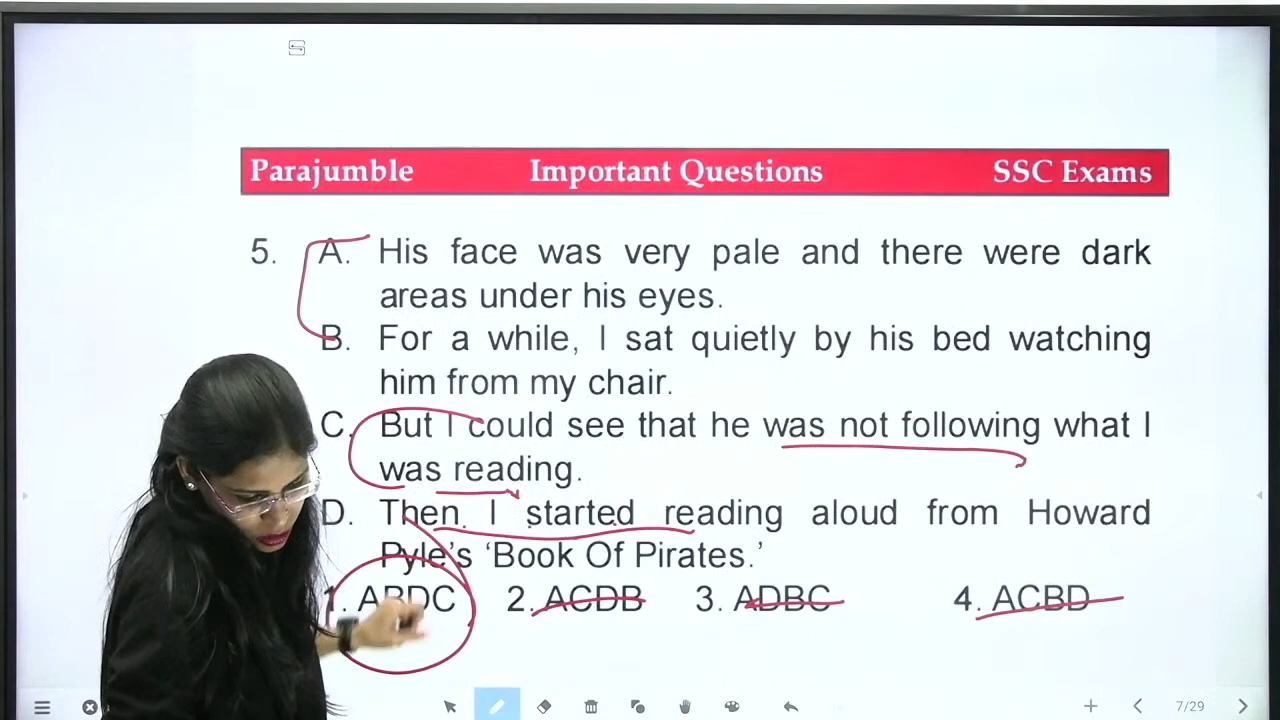 Parajumble Important Questions SSC Exams
5. A. His face was very pale and there were dark
areas under his eyes.
B. For a while, I sat quietly by his bed watching
him from my chair.
C. But I could see that he was not following what I
was reading.
D. Then I started reading aloud from Howard
Pyle's 'Book Of Pirates.'
1. ABDC 2. ACDB 3. ADBC 4. ACBD
7/29